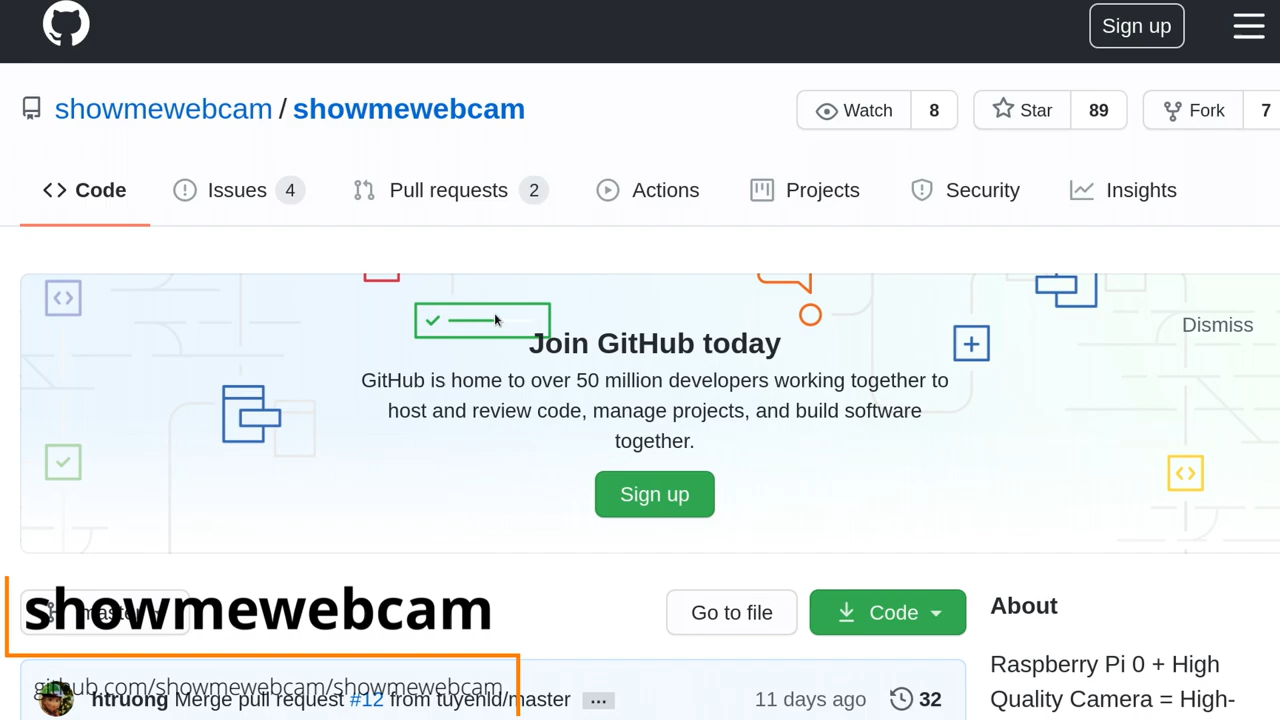 Sign up
showmewebcam / showmewebcam
Watch 8 Star 89 Fork 7
Code Issues 4 Pull requests 2 Actions Projects Security Insights
Dismiss
Join GitHub today
GitHub is home to over 50 million developers working together to
host and review code, manage projects, and build software
together.
Sign up
master
showmewebcam
Go to file
Code
About
github.com/showmewebcam/showmewebcam
htruong Merge pull request #12 from tuyenld/master ... 11 days ago 32
Raspberry Pi 0 + High
Quality Camera = High-